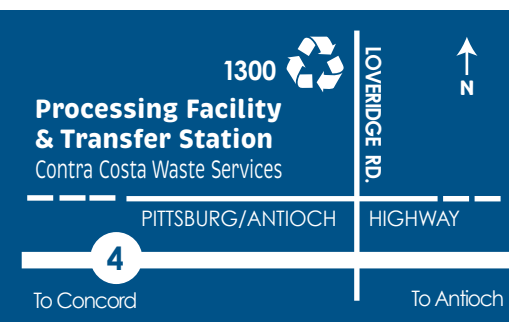 1300
LOVERIDGE RD.
N
Processing Facility
& Transfer Station
Contra Costa Waste Services
PITTSBURG/ANTIOCH HIGHWAY
4
To Concord
To Antioch